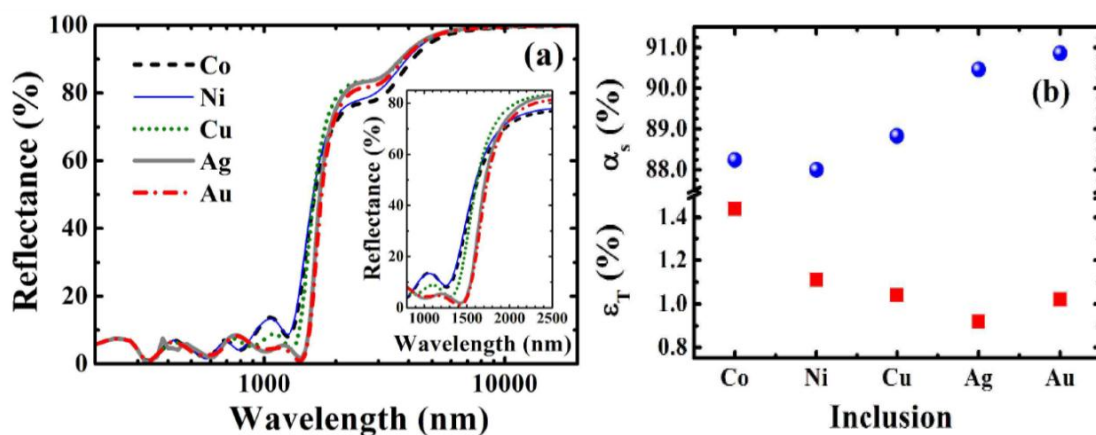 100
80
60
40
20
0
Reflectance (%)
1000
10000
Wavelength (nm)
(a)
Co
Ni
Cu
Ag
Au
80
60
40
20
0
Reflectance (%)
1000 1500 2000 2500
Wavelength (nm)
91.0
90.0
89.0
88.0
1.4
1.2
1.0
0.8
αs (%)
εT (%)
(b)
Co Ni Cu Ag Au
Inclusion